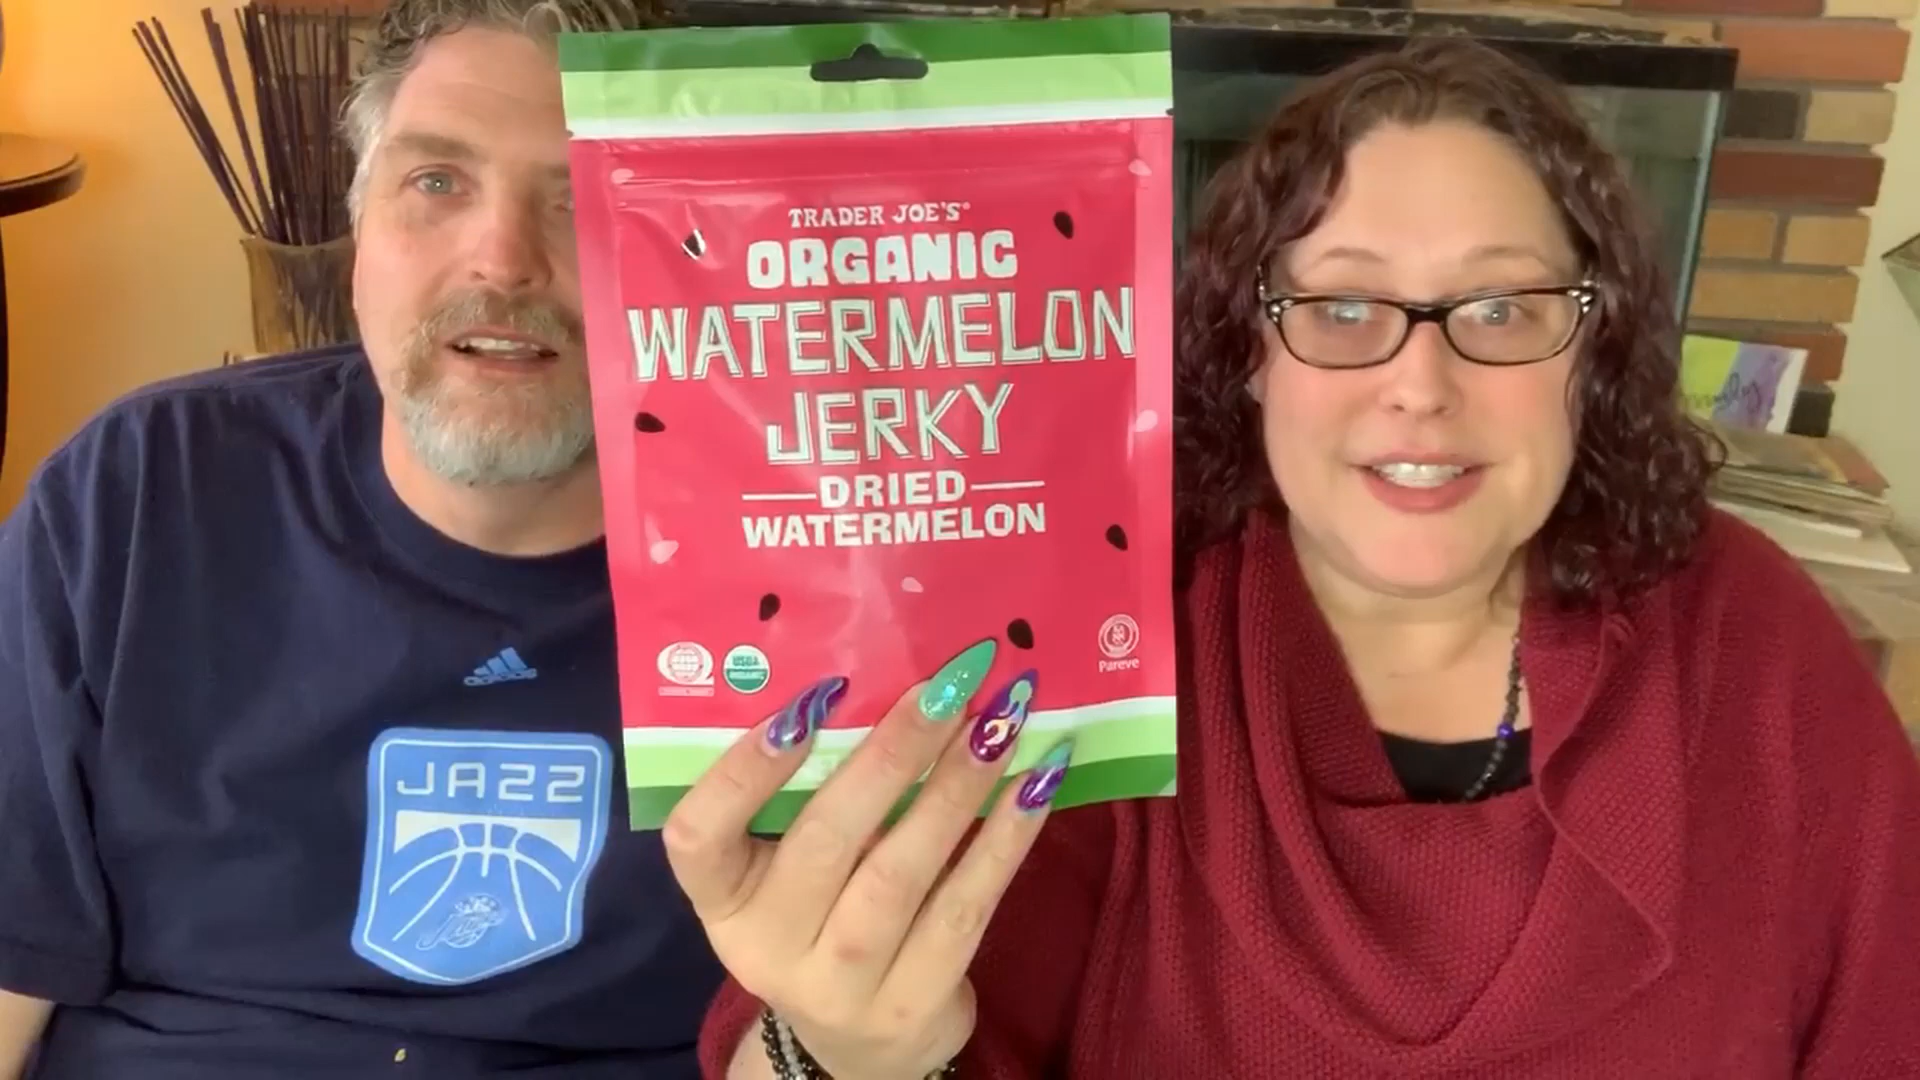 TRADER JOE'S
ORGANIC
WATERMELON
JERKY
DRIED
WATERMELON
USDA
ORGANIC
Pareve
adidas
JAZZ